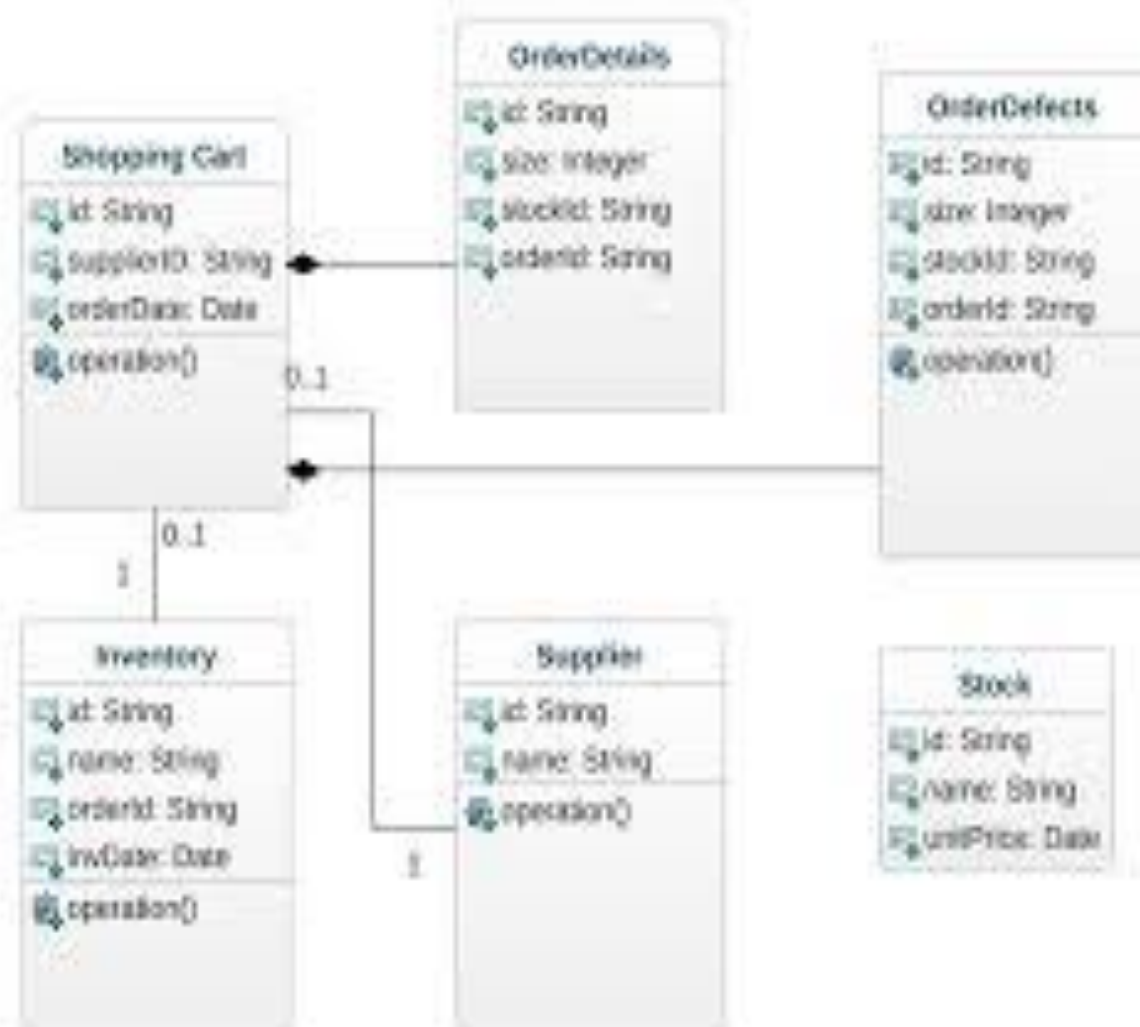 OrderDetails
id: String
size: Integer
stockId: String
orderId: String
OrderDefects
id: String
size: Integer
stockId: String
orderId: String
operation()
Shopping Cart
id: String
supplierID: String
orderDate: Date
operation()
0..1
0..1
1
Inventory
id: String
name: String
orderId: String
invDate: Date
operation()
Supplier
id: String
name: String
operation()
1
Stock
id: String
name: String
unitPrice: Date